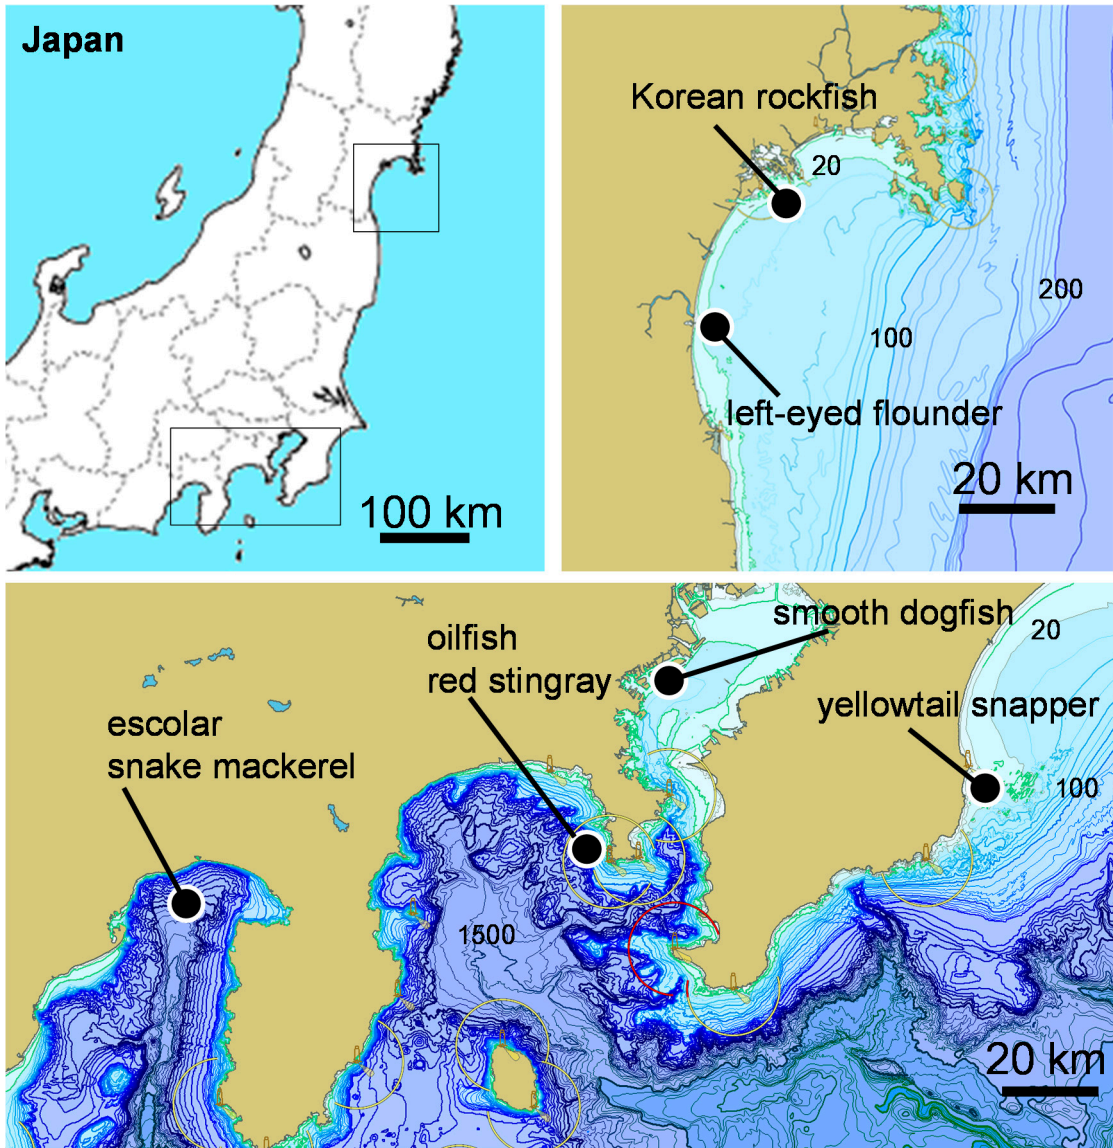 Japan
100 km
Korean rockfish
20
200
100
left-eyed flounder
20 km
smooth dogfish
oilfish
red stingray
20
yellowtail snapper
escolar
snake mackerel
100
1500
20 km